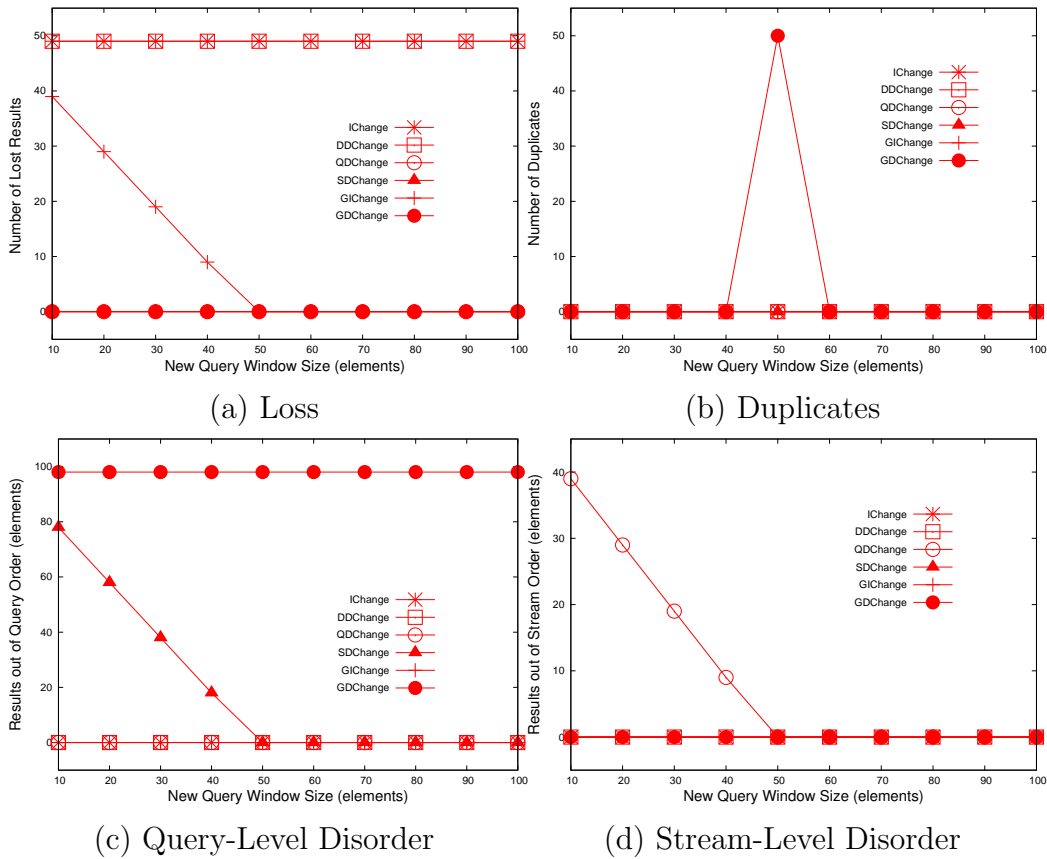 50
40
30
20
10
0
Number of Lost Results
IChange
DDChange
QDChange
SDChange
GIChange
GDChange
10 20 30 40 50 60 70 80 90 100
New Query Window Size (elements)
(a) Loss
50
40
30
20
10
0
Number of Duplicates
IChange
DDChange
QDChange
SDChange
GIChange
GDChange
10 20 30 40 50 60 70 80 90 100
New Query Window Size (elements)
(b) Duplicates
100
80
60
40
20
0
Results out of Query Order (elements)
IChange
DDChange
QDChange
SDChange
GIChange
GDChange
10 20 30 40 50 60 70 80 90 100
New Query Window Size (elements)
(c) Query-Level Disorder
40
30
20
10
0
Results out of Stream Order (elements)
IChange
DDChange
QDChange
SDChange
GIChange
GDChange
10 20 30 40 50 60 70 80 90 100
New Query Window Size (elements)
(d) Stream-Level Disorder